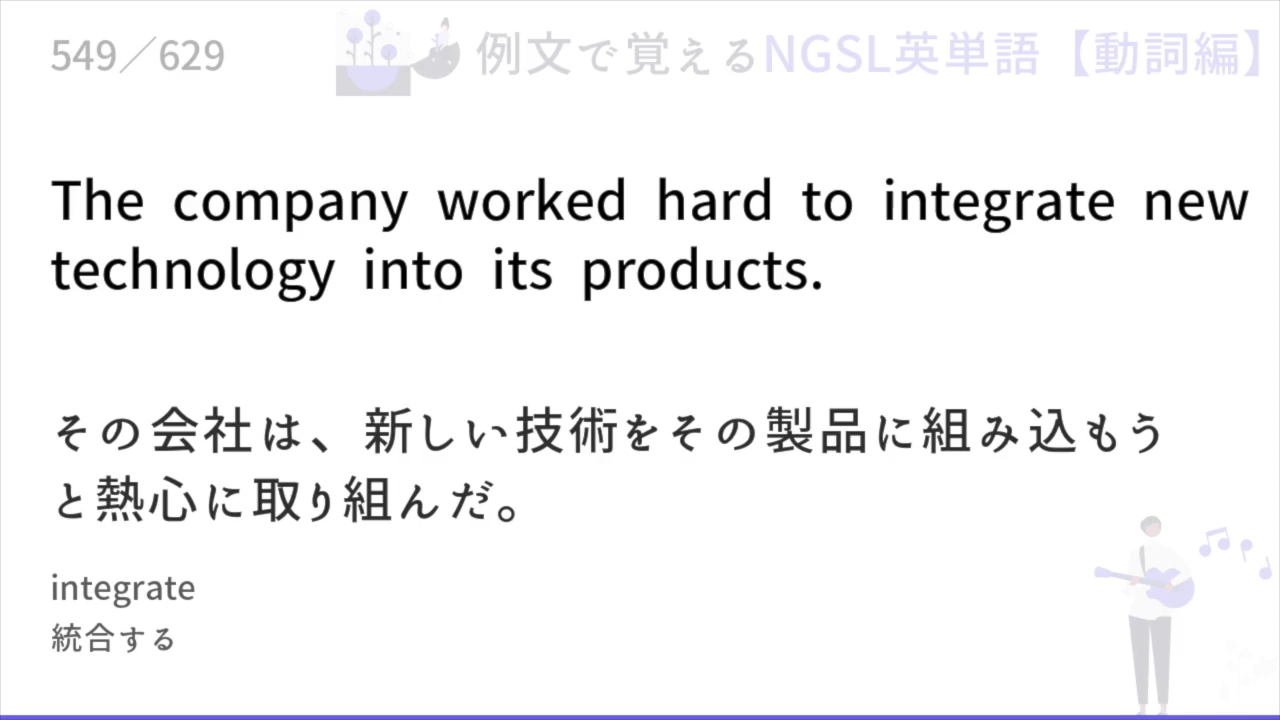 549／629
例文で覚えるNGSL英単語【動詞編】
The company worked hard to integrate new
technology into its products.
その会社は、新しい技術をその製品に組み込もう
と熱心に取り組んだ。
integrate
統合する